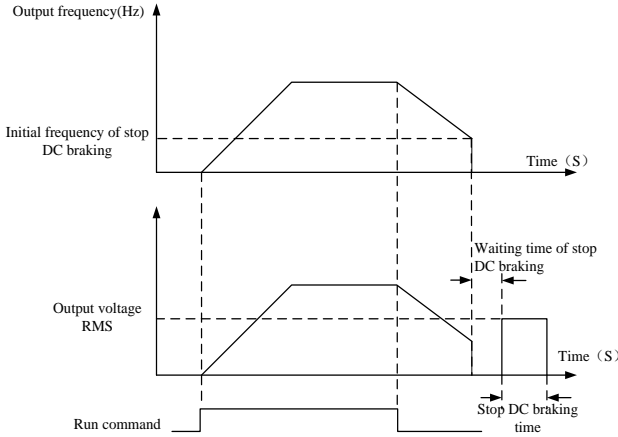 Output frequency(Hz)
Initial frequency of stop
DC braking
Time（S）
Waiting time of stop
DC braking
Output voltage
RMS
Time（S）
Stop DC braking
time
Run command